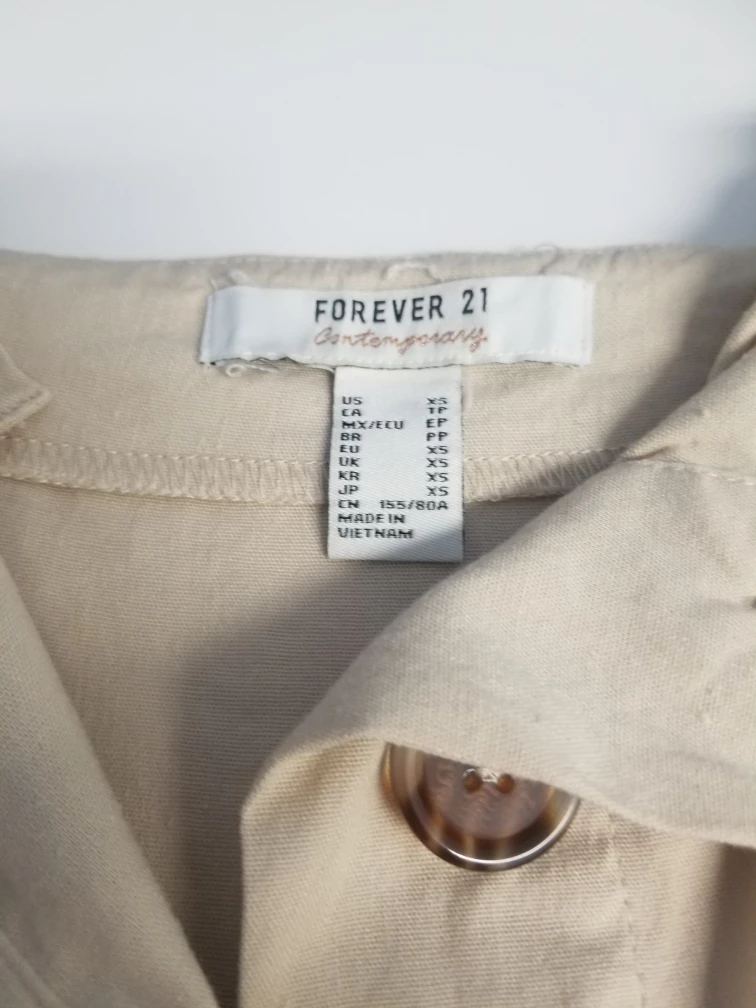 FOREVER 21
Contemporary
US XS
CA TP
MX/ECU EP
BR PP
EU XS
UK XS
KR XS
JP XS
CN 155/80A
MADE IN
VIETNAM